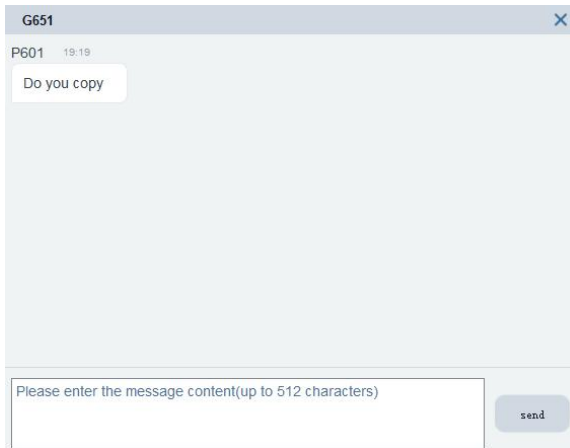 G651
P601 19:19
Do you copy
Please enter the message content(up to 512 characters)
send